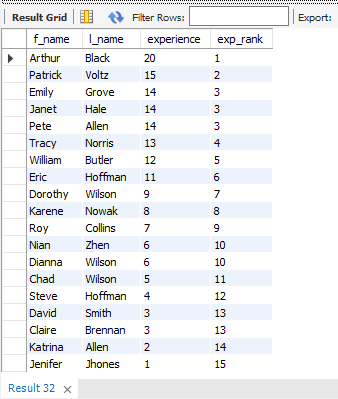 Result Grid Filter Rows: Export:
f_name l_name experience exp_rank
Arthur Black 20 1
Patrick Voltz 15 2
Emily Grove 14 3
Janet Hale 14 3
Pete Allen 14 3
Tracy Norris 13 4
William Butler 12 5
Eric Hoffman 11 6
Dorothy Wilson 9 7
Karene Nowak 8 8
Roy Collins 7 9
Nian Zhen 6 10
Dianna Wilson 6 10
Chad Wilson 5 11
Steve Hoffman 4 12
David Smith 3 13
Claire Brennan 3 13
Katrina Allen 2 14
Jenifer Jhones 1 15
Result 32 ×